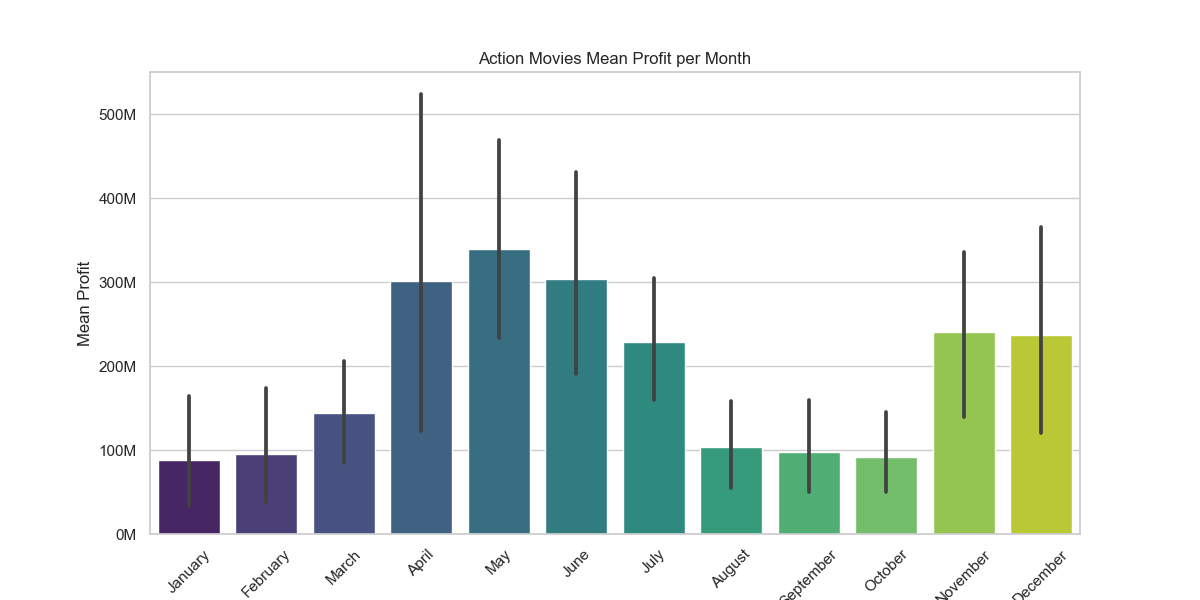 Action Movies Mean Profit per Month
Mean Profit
500M
400M
300M
200M
100M
0M
January
February
March
April
May
June
July
August
September
October
November
December